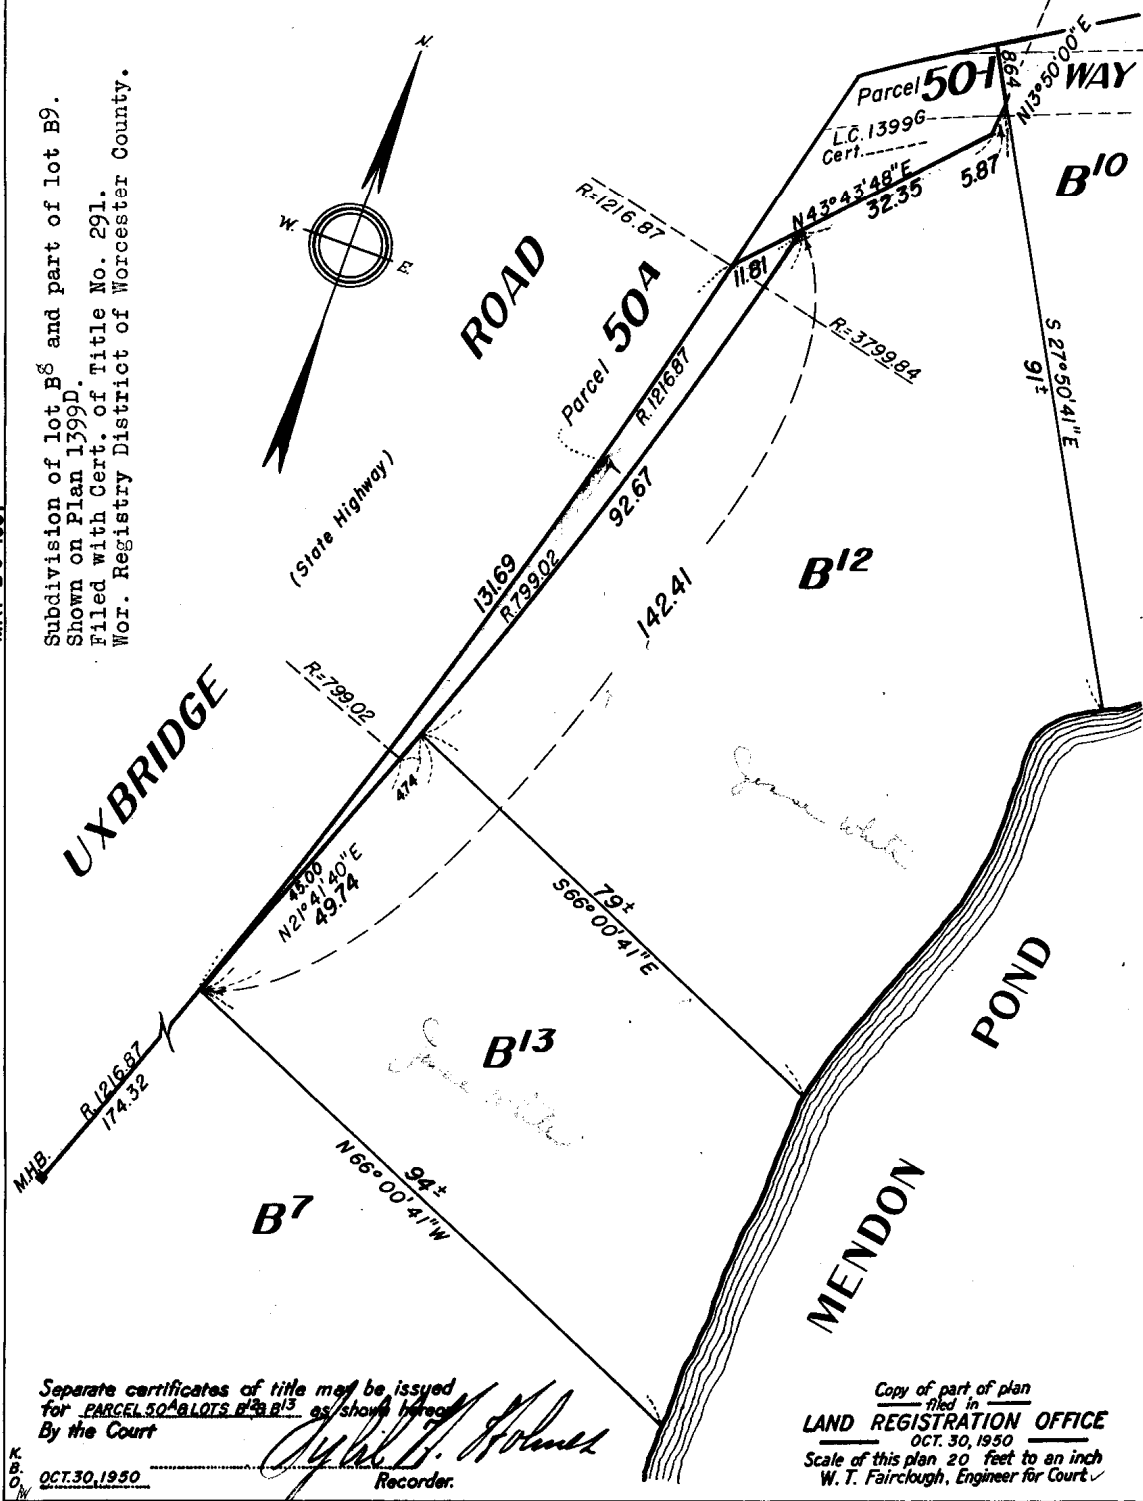 Subdivision of lot B8 and part of lot B9.
Shown on Plan 1399D.
Filed with Cert. of Title No. 291.
Wor. Registry District of Worcester County.
N.
W.
E.
UXBRIDGE
ROAD
(State Highway)
Parcel 50-1
L.C. 1399G
Cert.
8.64
N13°50'00"E
WAY
B10
N43°43'48"E
32.35
5.87
11.81
R=1216.87
R=3799.84
Parcel 50A
R.1216.87
92.67
131.69
R.799.02
142.41
S 27°50'41"E
91±
B12
R=799.02
4.74
45.00
N21°41'40"E
49.74
79±
S66°00'41"E
B13
R.1216.87
174.32
M.H.B.
94±
N66°00'41"W
B7
MENDON
POND
Separate certificates of title may be issued
for PARCEL 50A & LOTS B12 & B13 as shown hereon
By the Court
Sybil H. Holmes
OCT.30,1950
Recorder.
K.
B.
O.
Copy of part of plan
filed in
LAND REGISTRATION OFFICE
OCT. 30, 1950
Scale of this plan 20 feet to an inch
W. T. Fairclough, Engineer for Court